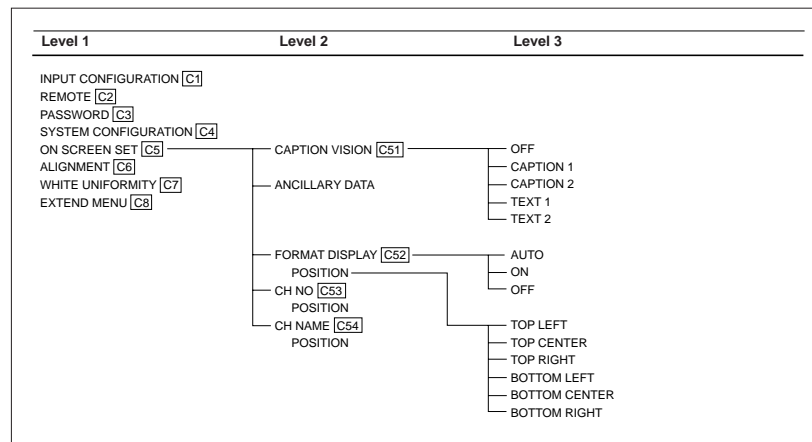 Level 1 Level 2 Level 3
INPUT CONFIGURATION C1
REMOTE C2
PASSWORD C3
SYSTEM CONFIGURATION C4
ON SCREEN SET C5 CAPTION VISION C51 OFF
ALIGNMENT C6 CAPTION 1
WHITE UNIFORMITY C7 ANCILLARY DATA CAPTION 2
EXTEND MENU C8 TEXT 1
TEXT 2
FORMAT DISPLAY C52 AUTO
POSITION ON
CH NO C53 OFF
POSITION
CH NAME C54 TOP LEFT
POSITION TOP CENTER
TOP RIGHT
BOTTOM LEFT
BOTTOM CENTER
BOTTOM RIGHT